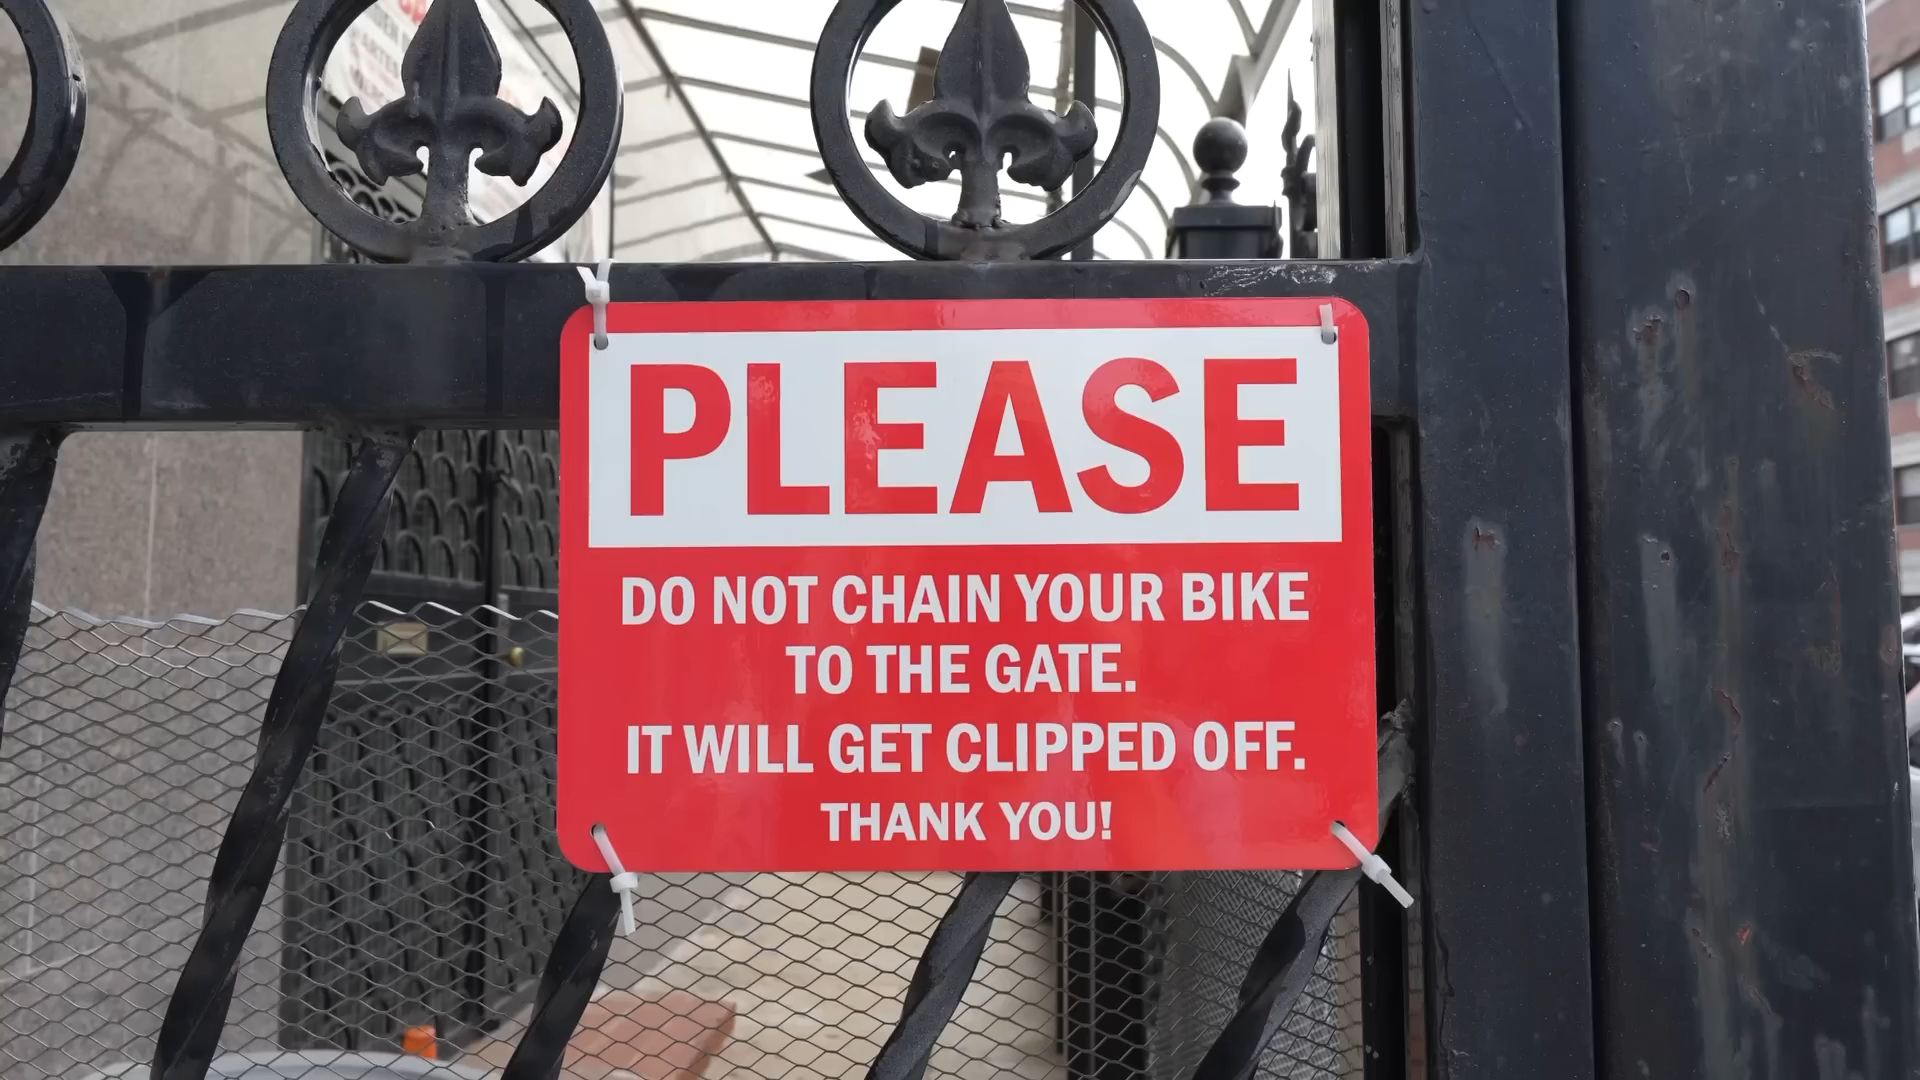 PLEASE
DO NOT CHAIN YOUR BIKE
TO THE GATE.
IT WILL GET CLIPPED OFF.
THANK YOU!